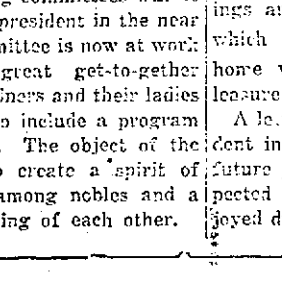 president in the near
mittee is now at work
great get-to-gether
iners and their ladies
o include a program
. The object of the
o create a spirit of
among nobles and a
ing of each other.
ings a
which
home
leasure
A
dent in
future
pected
joyed d